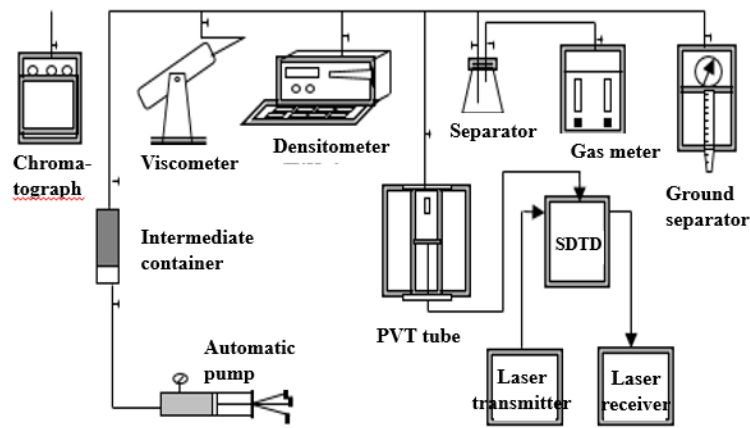 Chroma-
tograph
Viscometer
Densitometer
Separator
Gas meter
Ground
separator
Intermediate
container
SDTD
PVT tube
Automatic
pump
Laser
transmitter
Laser
receiver